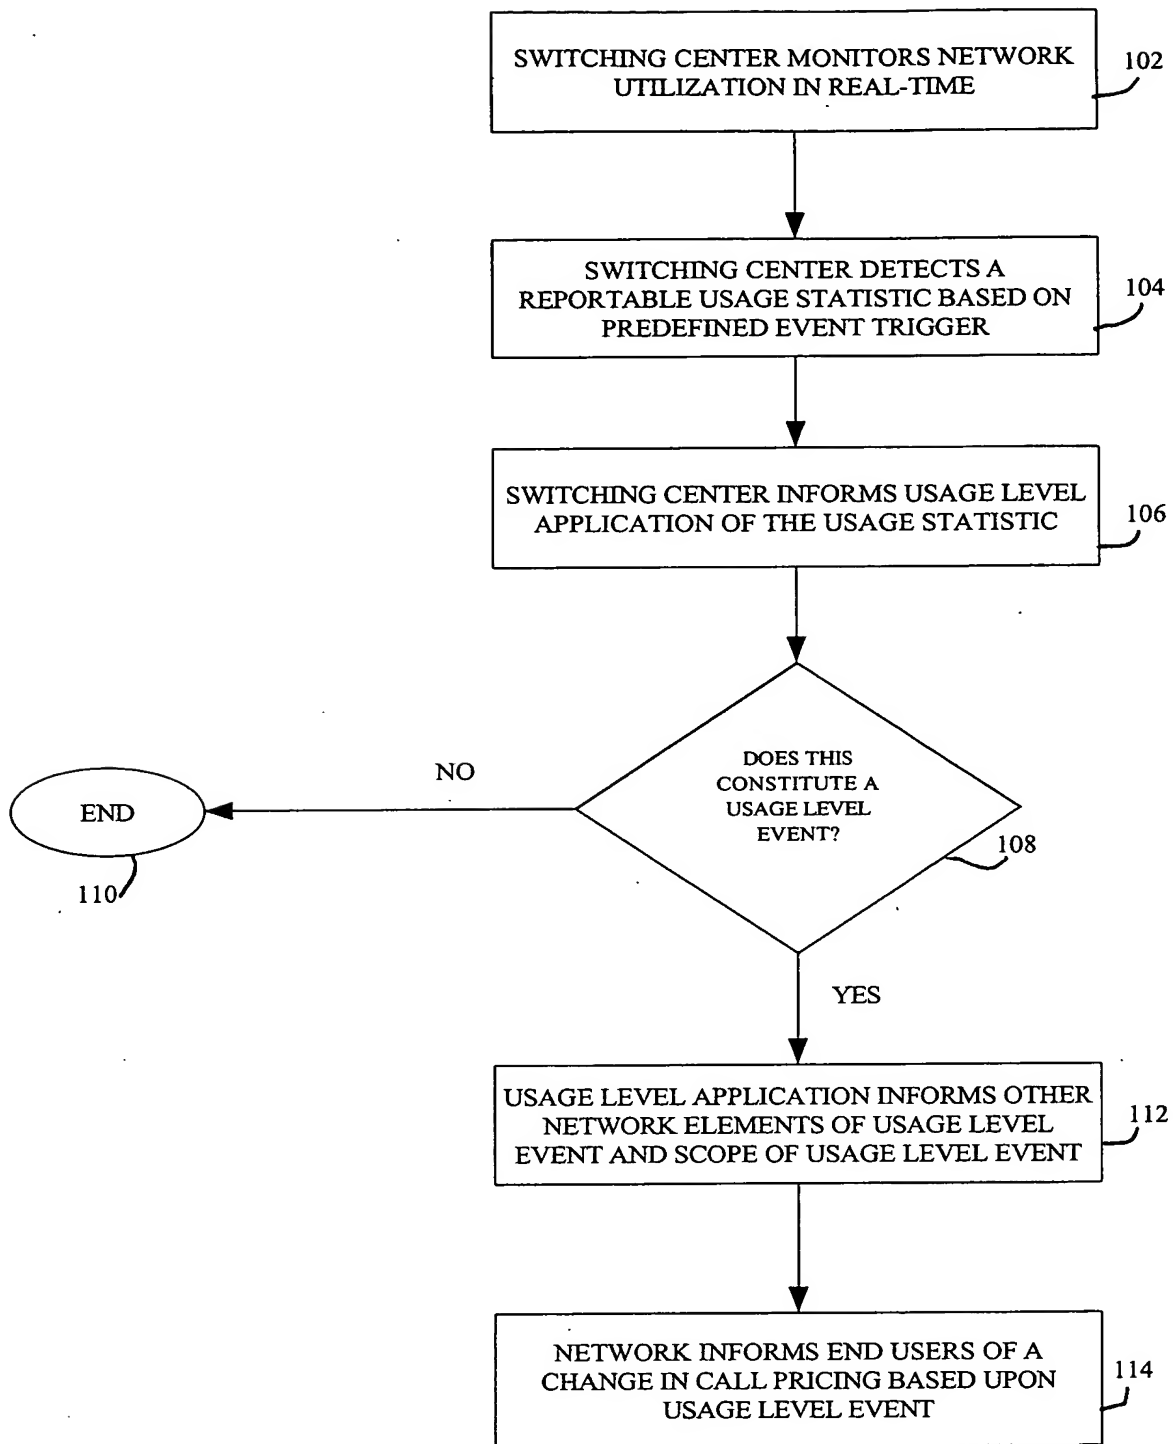 SWITCHING CENTER MONITORS NETWORK
UTILIZATION IN REAL-TIME
102
SWITCHING CENTER DETECTS A
REPORTABLE USAGE STATISTIC BASED ON
PREDEFINED EVENT TRIGGER
104
SWITCHING CENTER INFORMS USAGE LEVEL
APPLICATION OF THE USAGE STATISTIC
106
DOES THIS
CONSTITUTE A
USAGE LEVEL
EVENT?
108
NO
END
110
YES
USAGE LEVEL APPLICATION INFORMS OTHER
NETWORK ELEMENTS OF USAGE LEVEL
EVENT AND SCOPE OF USAGE LEVEL EVENT
112
NETWORK INFORMS END USERS OF A
CHANGE IN CALL PRICING BASED UPON
USAGE LEVEL EVENT
114